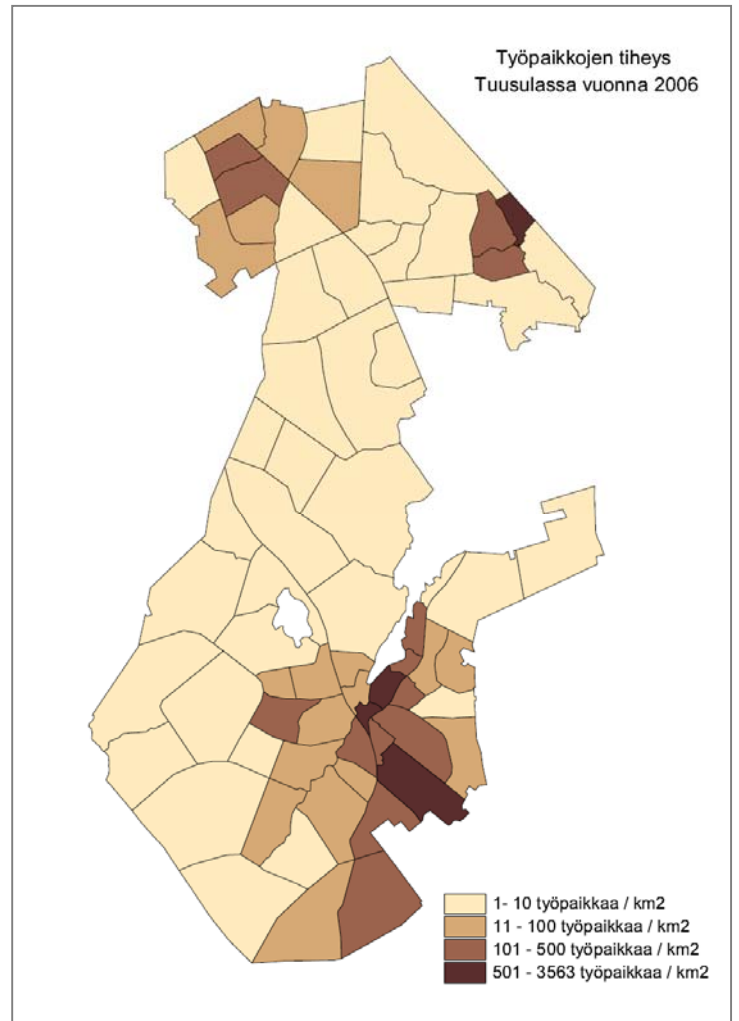 Työpaikkojen tiheys
Tuusulassa vuonna 2006
1- 10 työpaikkaa / km2
11 - 100 työpaikkaa / km2
101 - 500 työpaikkaa / km2
501 - 3563 työpaikkaa / km2